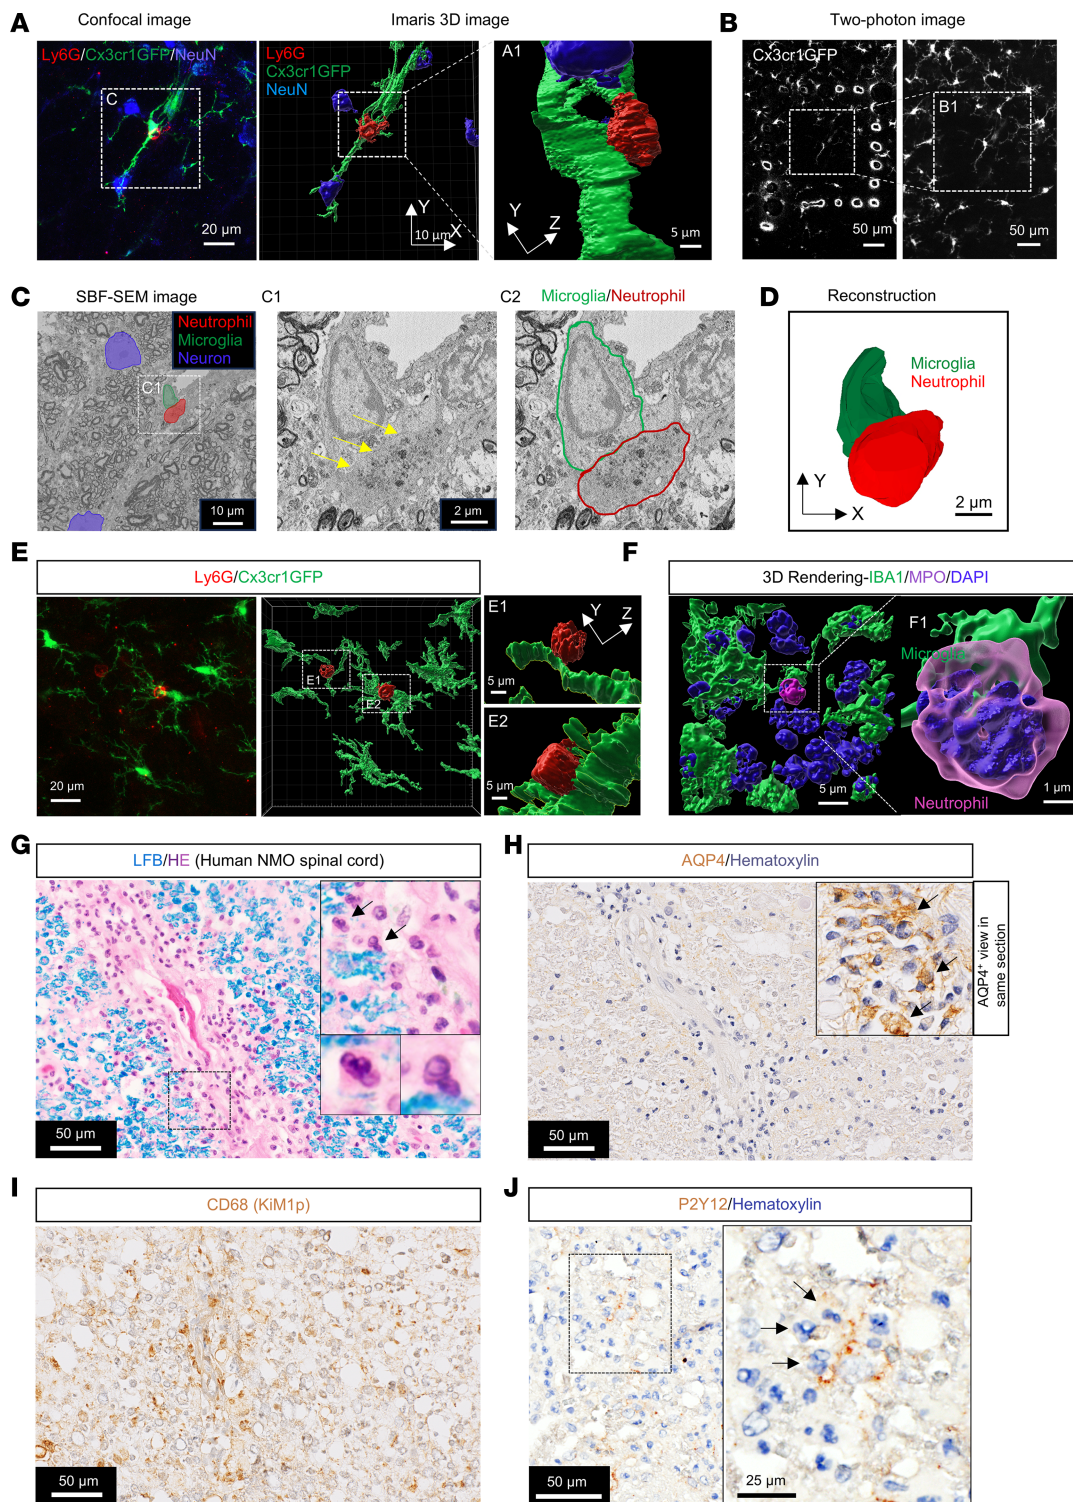 A
Confocal image
Imaris 3D image
Ly6G/Cx3cr1GFP/NeuN
C
20 µm
Ly6G
Cx3cr1GFP
NeuN
Y
X
10 µm
A1
Y
Z
5 µm
B
Two-photon image
Cx3cr1GFP
50 µm
B1
50 µm
C
SBF-SEM image
Neutrophil
Microglia
Neuron
C1
10 µm
C1
2 µm
C2
Microglia/Neutrophil
D
Reconstruction
Microglia
Neutrophil
Y
X
2 µm
E
Ly6G/Cx3cr1GFP
20 µm
E1
E2
E1
Y
Z
5 µm
E2
5 µm
F
3D Rendering-IBA1/MPO/DAPI
5 µm
F1
Microglia
Neutrophil
1 µm
G
LFB/HE (Human NMO spinal cord)
50 µm
H
AQP4/Hematoxylin
50 µm
AQP4⁺ view in
same section
I
CD68 (KiM1p)
50 µm
J
P2Y12/Hematoxylin
50 µm
25 µm